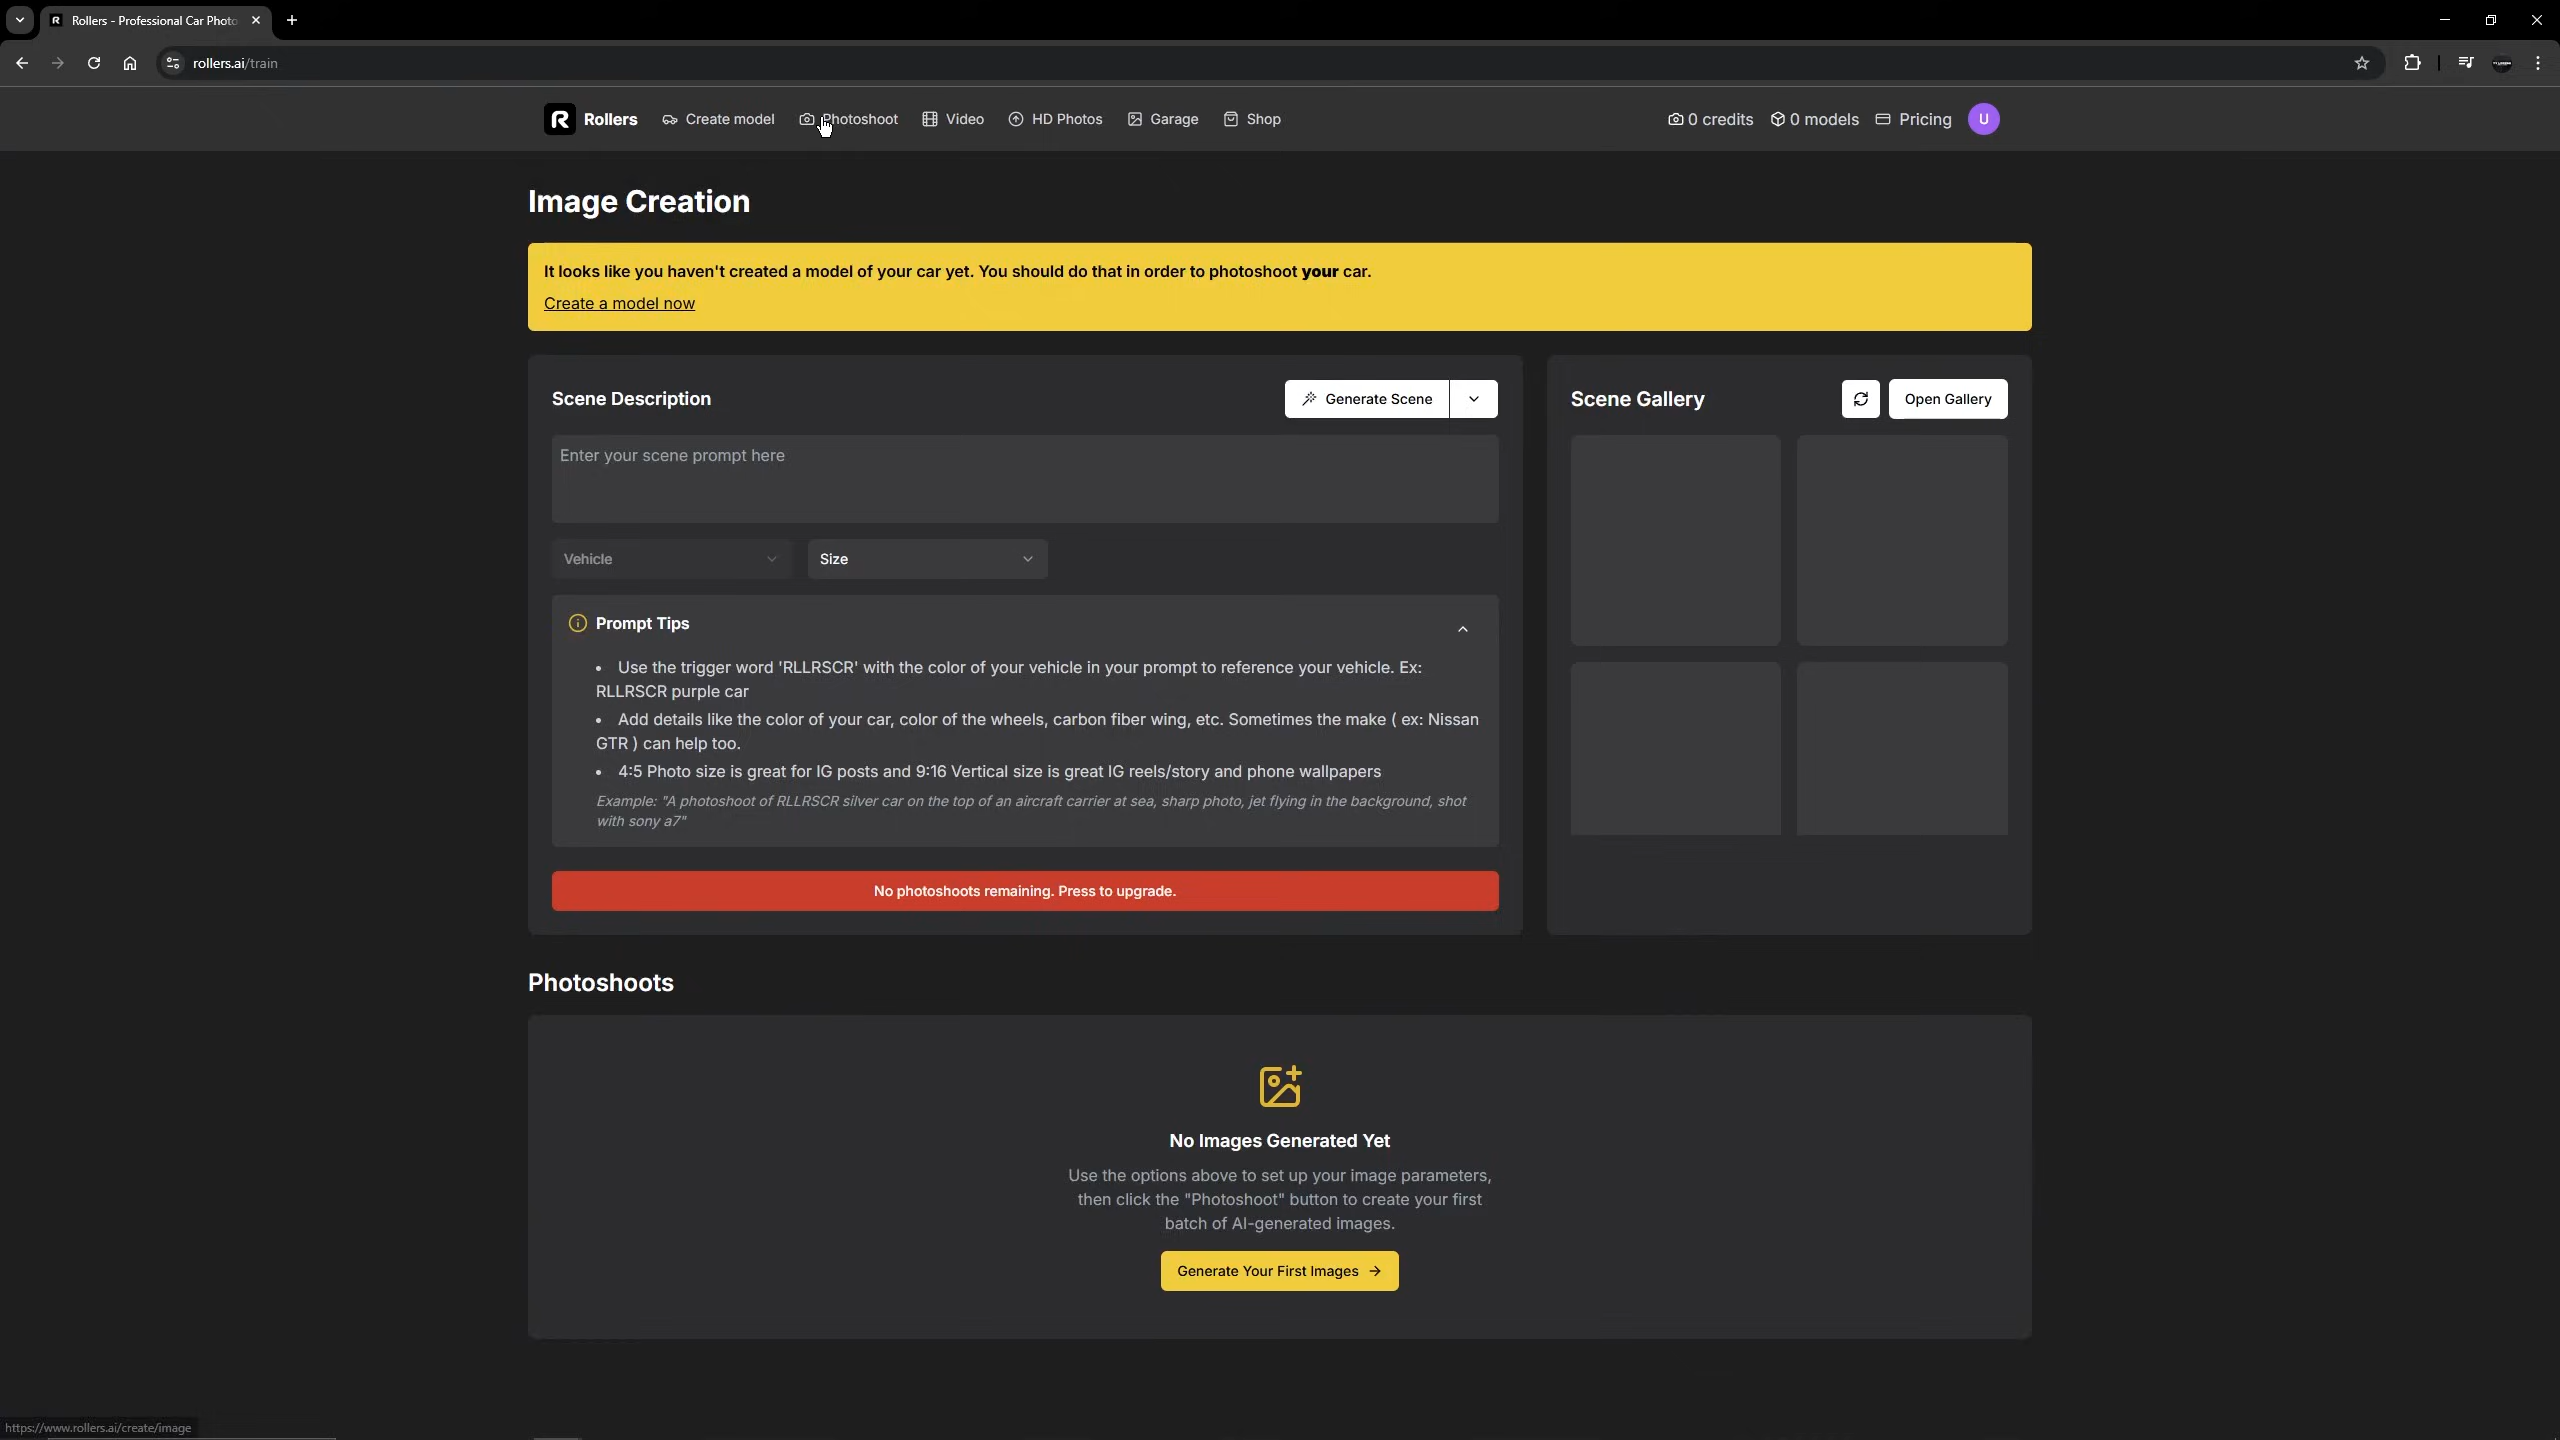 Rollers - Professional Car Photo
rollers.ai/train
R Rollers
Create model
Photoshoot
Video
HD Photos
Garage
Shop
0 credits
0 models
Pricing
U
Image Creation
It looks like you haven't created a model of your car yet. You should do that in order to photoshoot your car.
Create a model now
Scene Description
Generate Scene
Enter your scene prompt here
Vehicle
Size
Prompt Tips
• Use the trigger word 'RLLRSCR' with the color of your vehicle in your prompt to reference your vehicle. Ex:
RLLRSCR purple car
• Add details like the color of your car, color of the wheels, carbon fiber wing, etc. Sometimes the make ( ex: Nissan
GTR ) can help too.
• 4:5 Photo size is great for IG posts and 9:16 Vertical size is great IG reels/story and phone wallpapers
Example: "A photoshoot of RLLRSCR silver car on the top of an aircraft carrier at sea, sharp photo, jet flying in the background, shot
with sony a7"
No photoshoots remaining. Press to upgrade.
Scene Gallery
Open Gallery
Photoshoots
No Images Generated Yet
Use the options above to set up your image parameters,
then click the "Photoshoot" button to create your first
batch of AI-generated images.
Generate Your First Images
https://www.rollers.ai/create/image